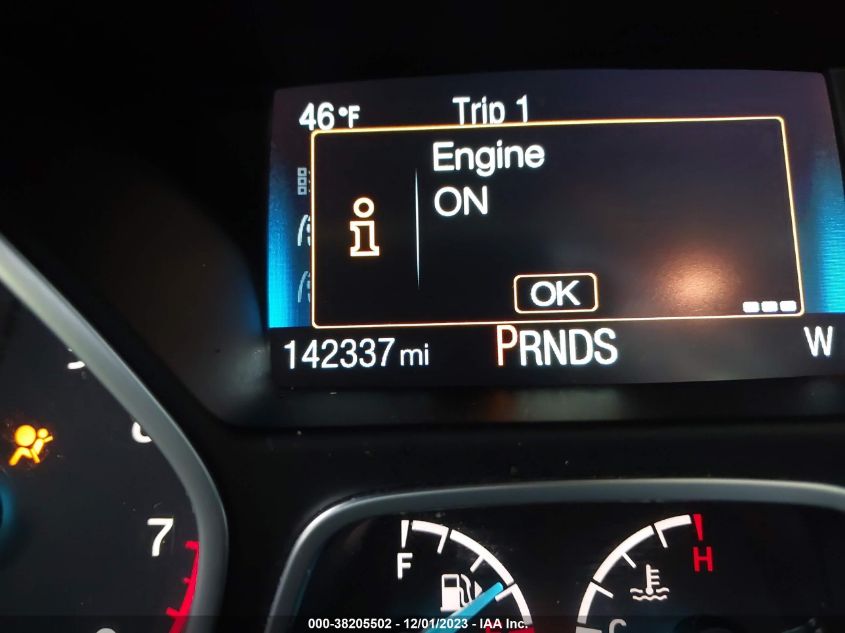 46°F Trip 1
Engine
ON
i
OK
142337 mi PRNDS W
7
F H
C
000-38205502 - 12/01/2023 - IAA Inc.